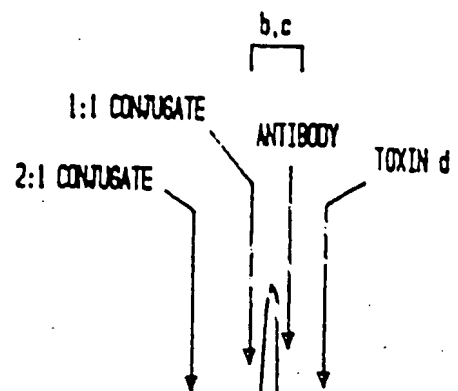 b,c
1:1 CONJUGATE
ANTIBODY
TOXIN d
2:1 CONJUGATE